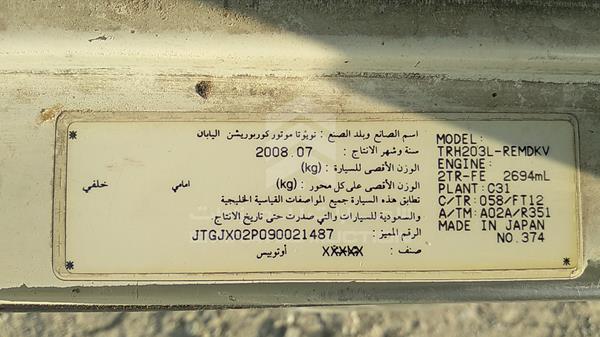 اسم الصانع وبلد الصنع : تويوتا موتور كوربوريشن اليابان
سنة وشهر الانتاج : 2008.07
الوزن الأقصى للسيارة : (kg)
الوزن الأقصى على كل محور : (kg) امامي خلفي
تطابق هذه السيارة جميع المواصفات القياسية الخليجية
والسعودية للسيارات والتي صدرت حتى تاريخ الانتاج.
الرقم المميز : JTGJX02P090021487
صنف : XXXXX أوتوبيس
MODEL:
TRH203L-REMDKV
ENGINE:
2TR-FE 2694mL
PLANT: C31
C/TR: 058/FT12
A/TM: A02A/R351
MADE IN JAPAN
NO.374